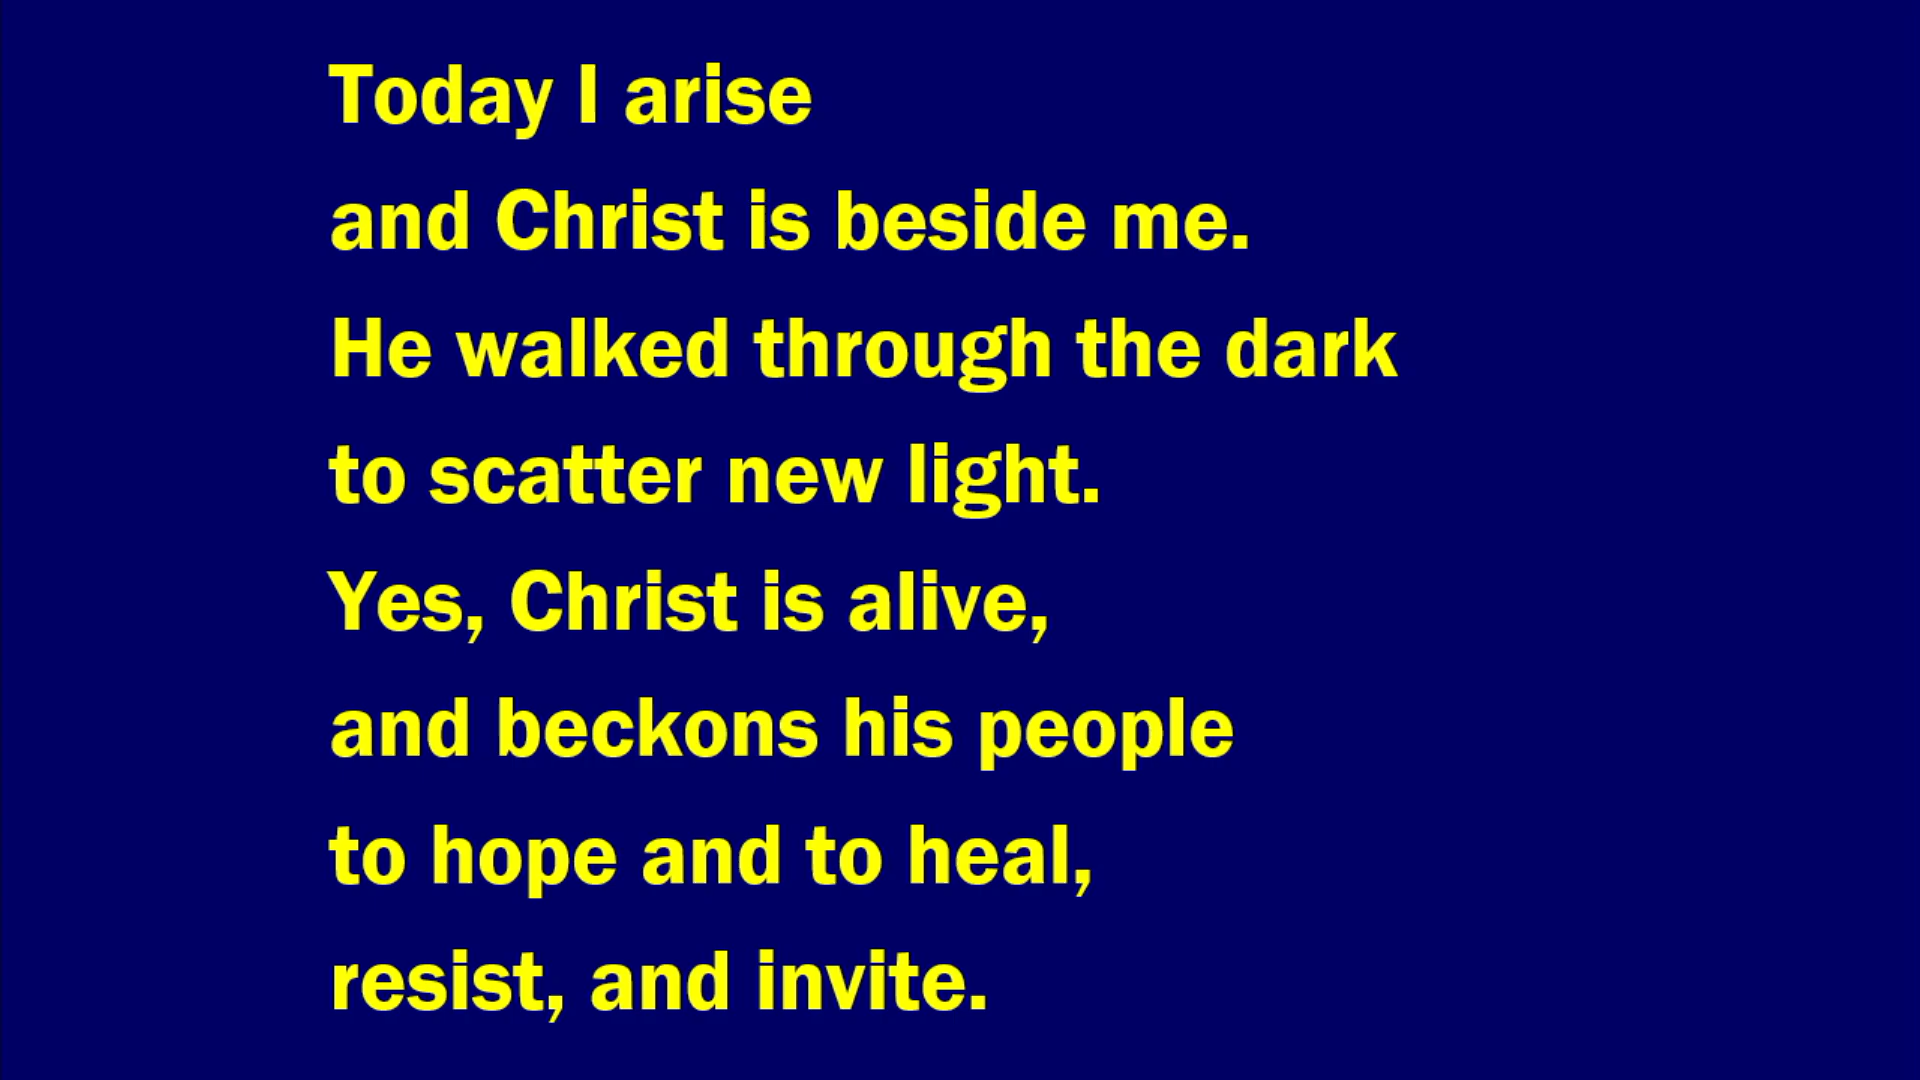 Today I arise
and Christ is beside me.
He walked through the dark
to scatter new light.
Yes, Christ is alive,
and beckons his people
to hope and to heal,
resist, and invite.